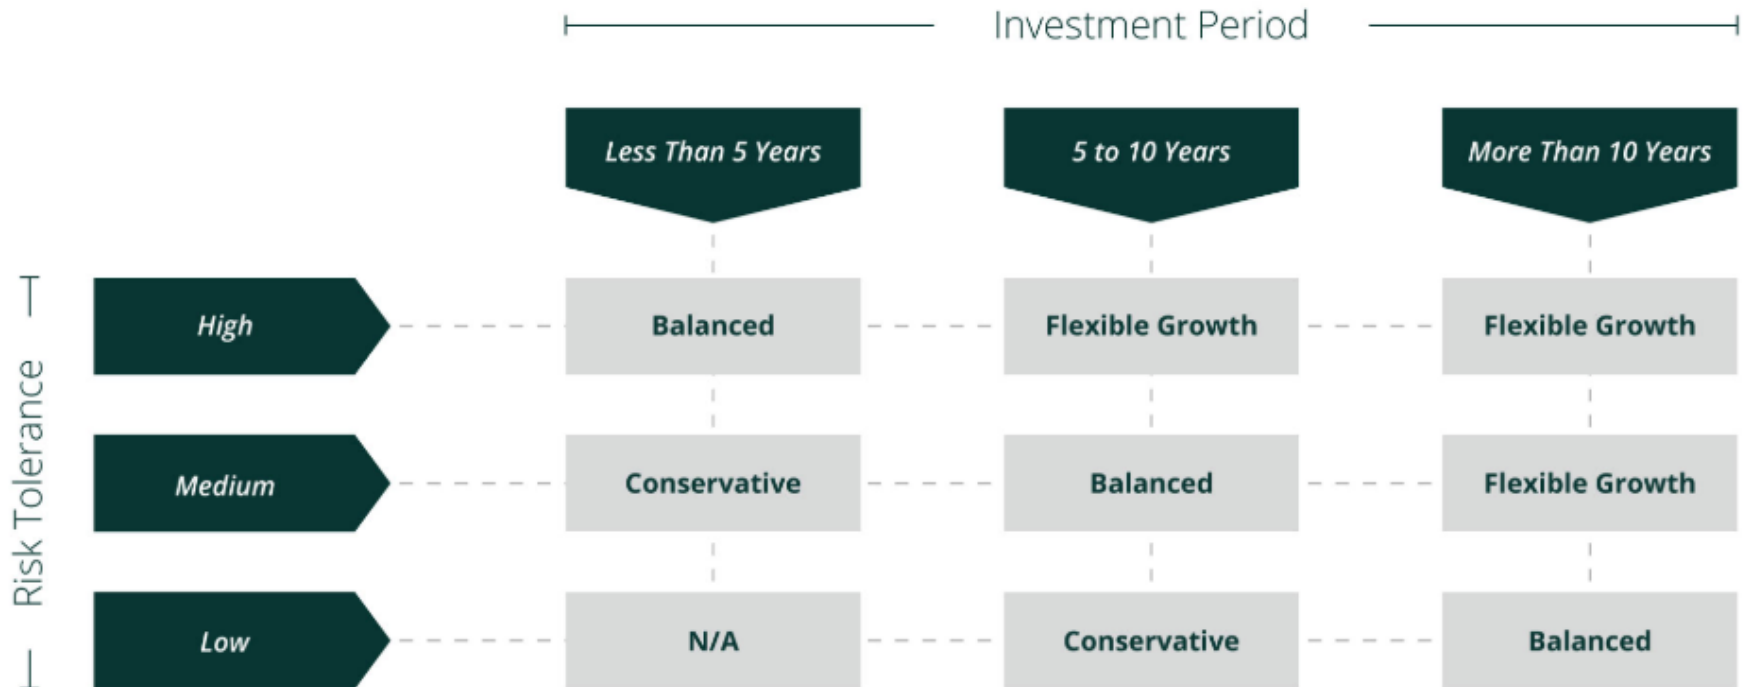 Investment Period
Less Than 5 Years
5 to 10 Years
More Than 10 Years
Risk Tolerance
High
Balanced
Flexible Growth
Flexible Growth
Medium
Conservative
Balanced
Flexible Growth
Low
N/A
Conservative
Balanced